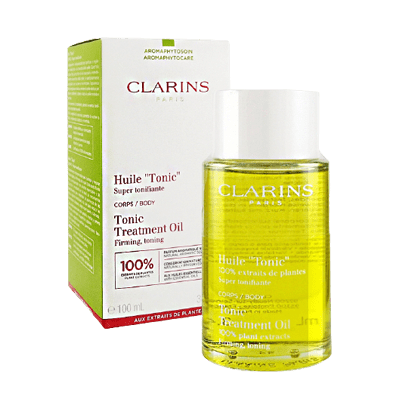 AROMAPHYTOSOIN
AROMAPHYTOCARE
CLARINS
PARIS
Huile "Tonic"
Super tonifiante
CORPS / BODY
Tonic
Treatment Oil
Firming, toning
100%
℮100 mL
AUX EXTRAITS DE PLANTES
CLARINS
PARIS
Huile "Tonic"
100% extraits de plantes
Super tonifiante
CORPS / BODY
Tonic
Treatment Oil
100% plant extracts
Firming, toning